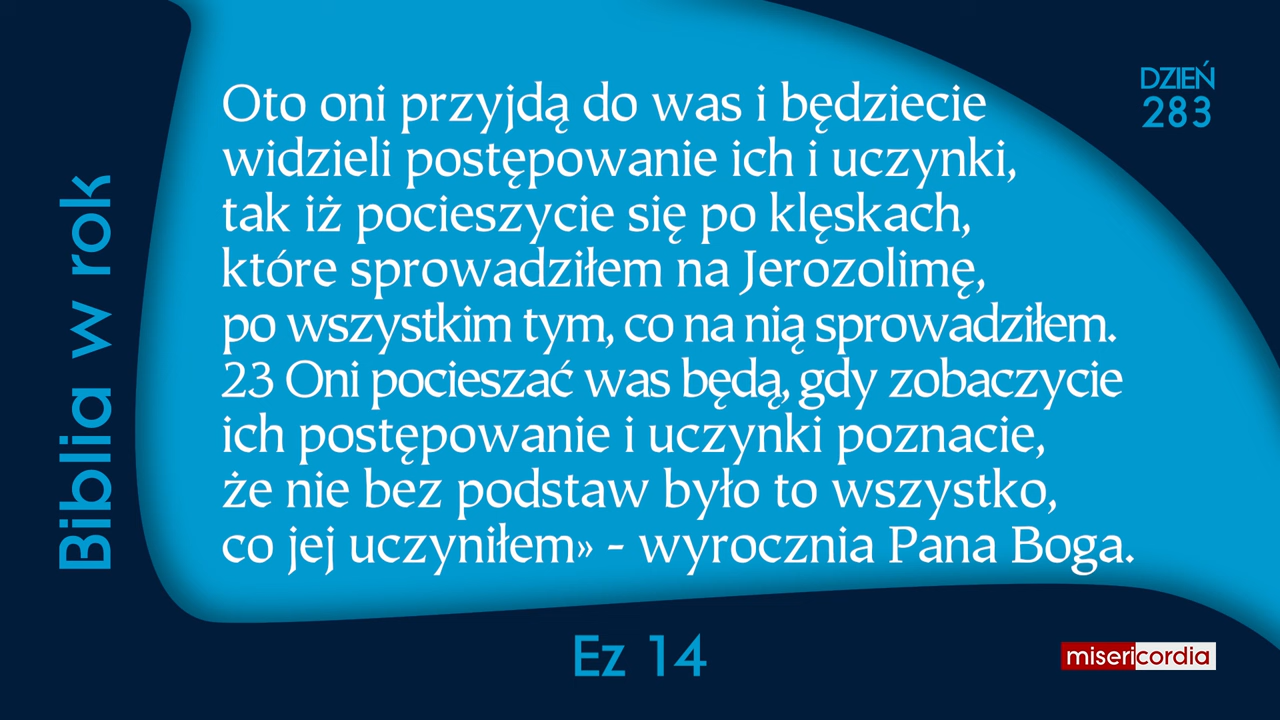 DZIEŃ
283
Biblia w rok
Oto oni przyjdą do was i będziecie
widzieli postępowanie ich i uczynki,
tak iż pocieszycie się po klęskach,
które sprowadziłem na Jerozolimę,
po wszystkim tym, co na nią sprowadziłem.
23 Oni pocieszać was będą, gdy zobaczycie
ich postępowanie i uczynki poznacie,
że nie bez podstaw było to wszystko,
co jej uczyniłem» - wyrocznia Pana Boga.
Ez 14
misericordia